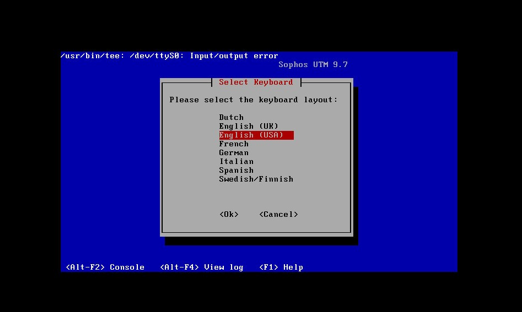 /usr/bin/tee: /dev/ttyS0: Input/output error
Sophos UTM 9.7
Select Keyboard
Please select the keyboard layout:
Dutch
English (UK)
English (USA)
French
German
Italian
Spanish
Swedish/Finnish
<Ok> <Cancel>
<Alt-F2> Console <Alt-F4> View log <F1> Help